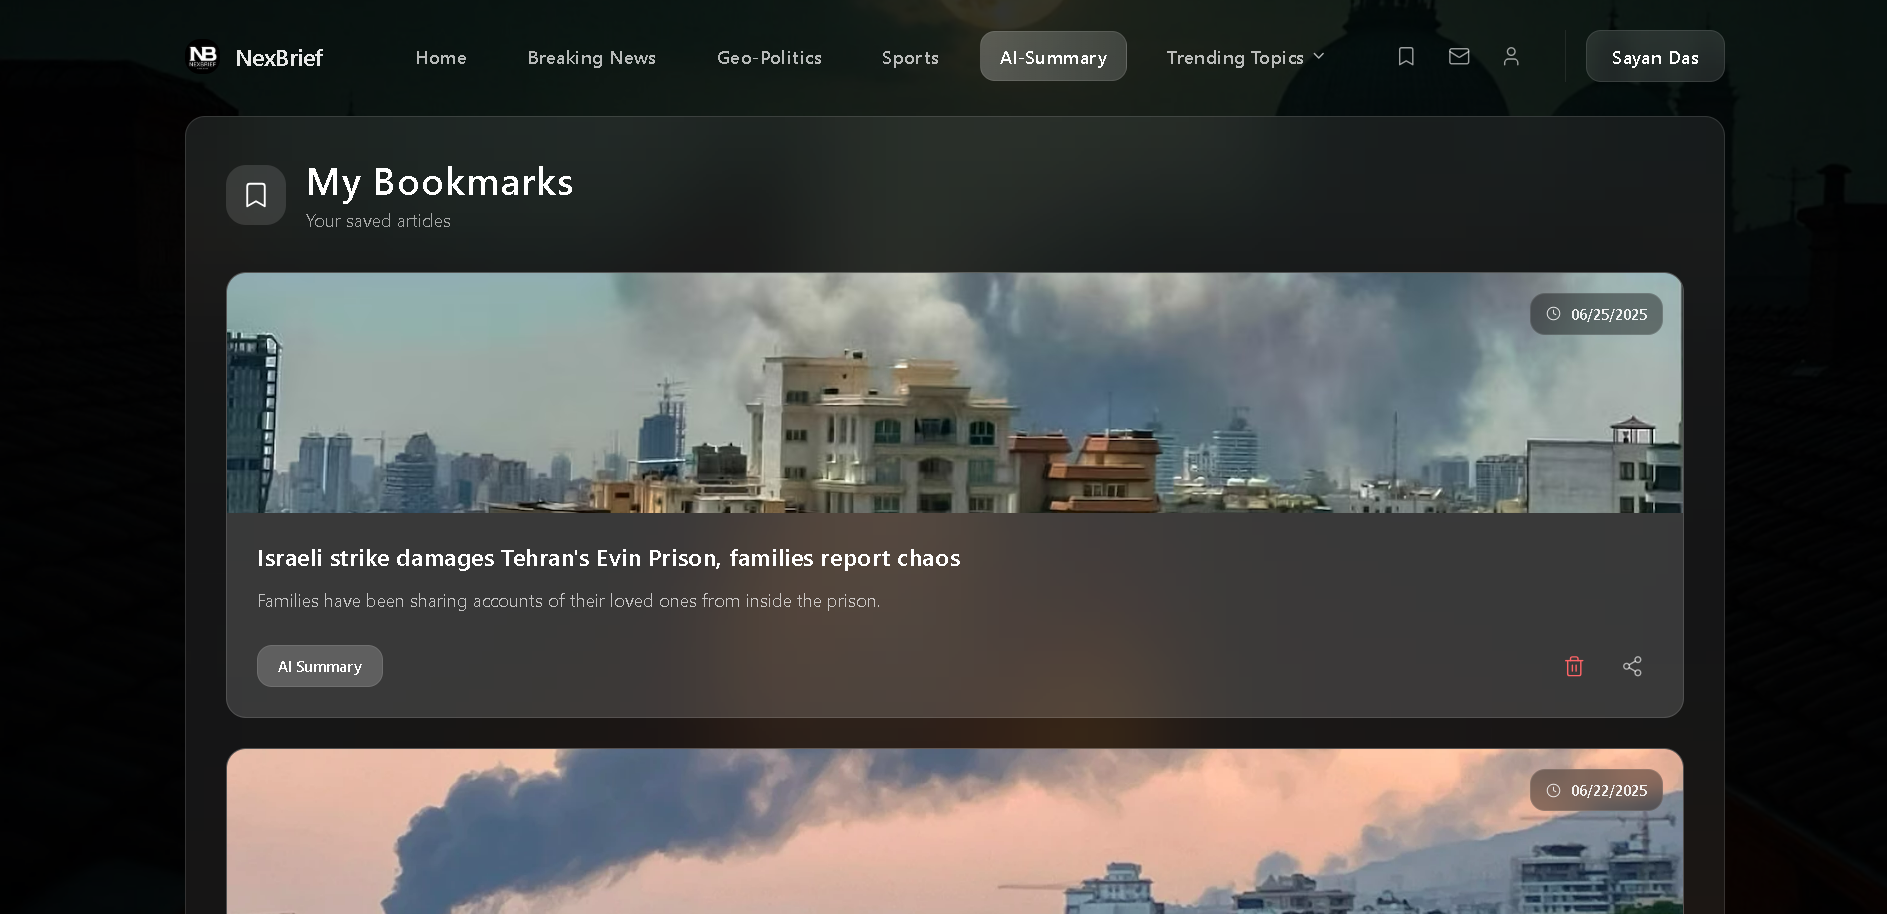 NB
NEXBRIEF
NexBrief
Home
Breaking News
Geo-Politics
Sports
AI-Summary
Trending Topics
Sayan Das
My Bookmarks
Your saved articles
06/25/2025
Israeli strike damages Tehran's Evin Prison, families report chaos
Families have been sharing accounts of their loved ones from inside the prison.
AI Summary
06/22/2025